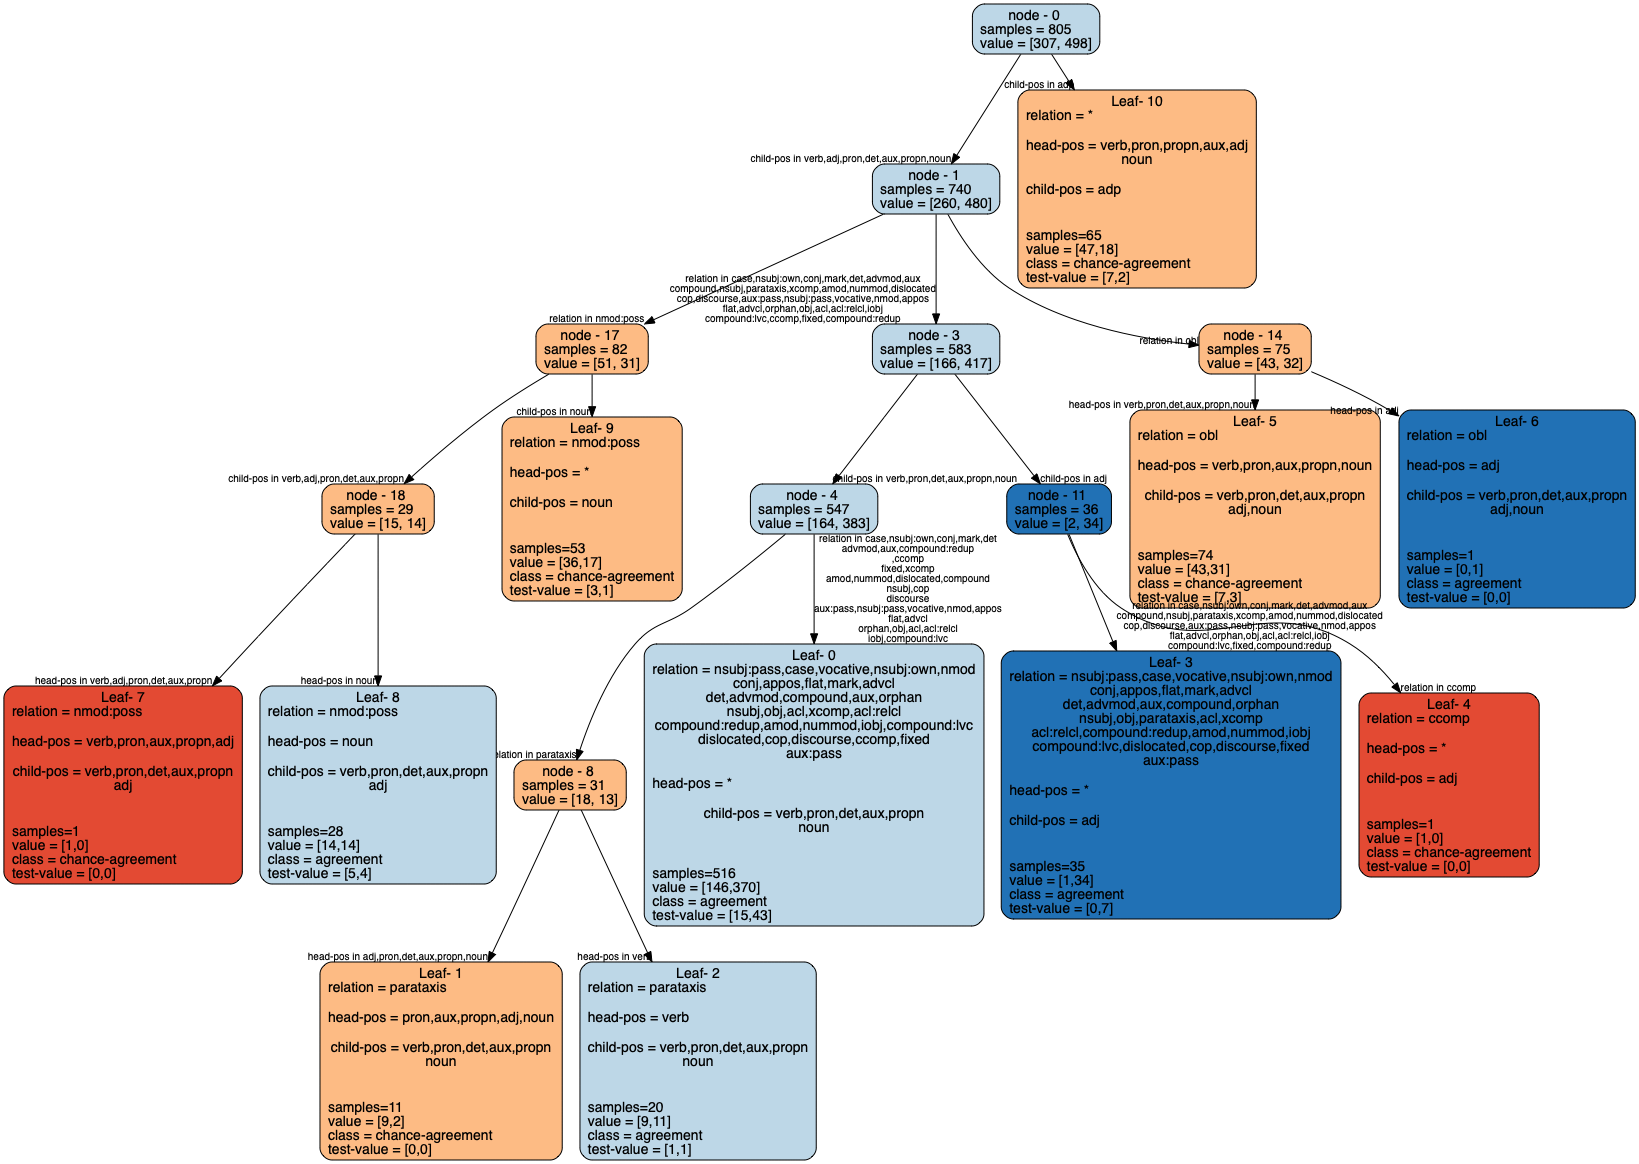 node - 0
samples = 805
value = [307, 498]
child-pos in adp
Leaf- 10
relation = *
head-pos = verb,pron,propn,aux,adj
noun
child-pos = adp
samples=65
value = [47,18]
class = chance-agreement
test-value = [7,2]
child-pos in verb,adj,pron,det,aux,propn,noun
node - 1
samples = 740
value = [260, 480]
relation in case,nsubj:own,conj,mark,det,advmod,aux
compound,nsubj,parataxis,xcomp,amod,nummod,dislocated
cop,discourse,aux:pass,nsubj:pass,vocative,nmod,appos
flat,advcl,orphan,obj,acl,acl:relcl,iobj
compound:lvc,ccomp,fixed,compound:redup
relation in nmod:poss
node - 17
samples = 82
value = [51, 31]
node - 3
samples = 583
value = [166, 417]
relation in obl
node - 14
samples = 75
value = [43, 32]
child-pos in noun
Leaf- 9
relation = nmod:poss
head-pos = *
child-pos = noun
samples=53
value = [36,17]
class = chance-agreement
test-value = [3,1]
head-pos in verb,pron,det,aux,propn,noun
Leaf- 5
relation = obl
head-pos = verb,pron,aux,propn,noun
child-pos = verb,pron,det,aux,propn
adj,noun
samples=74
value = [43,31]
class = chance-agreement
test-value = [7,3]
head-pos in adj
Leaf- 6
relation = obl
head-pos = adj
child-pos = verb,pron,det,aux,propn
adj,noun
samples=1
value = [0,1]
class = agreement
test-value = [0,0]
child-pos in verb,adj,pron,det,aux,propn
node - 18
samples = 29
value = [15, 14]
child-pos in verb,pron,det,aux,propn,noun
node - 4
samples = 547
value = [164, 383]
child-pos in adj
node - 11
samples = 36
value = [2, 34]
relation in case,nsubj:own,conj,mark,det
advmod,aux,compound:redup
,ccomp
fixed,xcomp
amod,nummod,dislocated,compound
nsubj,cop
discourse
aux:pass,nsubj:pass,vocative,nmod,appos
flat,advcl
orphan,obj,acl,acl:relcl
iobj,compound:lvc
relation in case,nsubj:own,conj,mark,det,advmod,aux
compound,nsubj,parataxis,xcomp,amod,nummod,dislocated
cop,discourse,aux:pass,nsubj:pass,vocative,nmod,appos
flat,advcl,orphan,obj,acl,acl:relcl,iobj
compound:lvc,fixed,compound:redup
head-pos in verb,adj,pron,det,aux,propn
Leaf- 7
relation = nmod:poss
head-pos = verb,pron,aux,propn,adj
child-pos = verb,pron,det,aux,propn
adj
samples=1
value = [1,0]
class = chance-agreement
test-value = [0,0]
head-pos in noun
Leaf- 8
relation = nmod:poss
head-pos = noun
child-pos = verb,pron,det,aux,propn
adj
samples=28
value = [14,14]
class = agreement
test-value = [5,4]
relation in parataxis
node - 8
samples = 31
value = [18, 13]
Leaf- 0
relation = nsubj:pass,case,vocative,nsubj:own,nmod
conj,appos,flat,mark,advcl
det,advmod,compound,aux,orphan
nsubj,obj,acl,xcomp,acl:relcl
compound:redup,amod,nummod,iobj,compound:lvc
dislocated,cop,discourse,ccomp,fixed
aux:pass
head-pos = *
child-pos = verb,pron,det,aux,propn
noun
samples=516
value = [146,370]
class = agreement
test-value = [15,43]
Leaf- 3
relation = nsubj:pass,case,vocative,nsubj:own,nmod
conj,appos,flat,mark,advcl
det,advmod,aux,compound,orphan
nsubj,obj,parataxis,acl,xcomp
acl:relcl,compound:redup,amod,nummod,iobj
compound:lvc,dislocated,cop,discourse,fixed
aux:pass
head-pos = *
child-pos = adj
samples=35
value = [1,34]
class = agreement
test-value = [0,7]
relation in ccomp
Leaf- 4
relation = ccomp
head-pos = *
child-pos = adj
samples=1
value = [1,0]
class = chance-agreement
test-value = [0,0]
head-pos in adj,pron,det,aux,propn,noun
Leaf- 1
relation = parataxis
head-pos = pron,aux,propn,adj,noun
child-pos = verb,pron,det,aux,propn
noun
samples=11
value = [9,2]
class = chance-agreement
test-value = [0,0]
head-pos in verb
Leaf- 2
relation = parataxis
head-pos = verb
child-pos = verb,pron,det,aux,propn
noun
samples=20
value = [9,11]
class = agreement
test-value = [1,1]